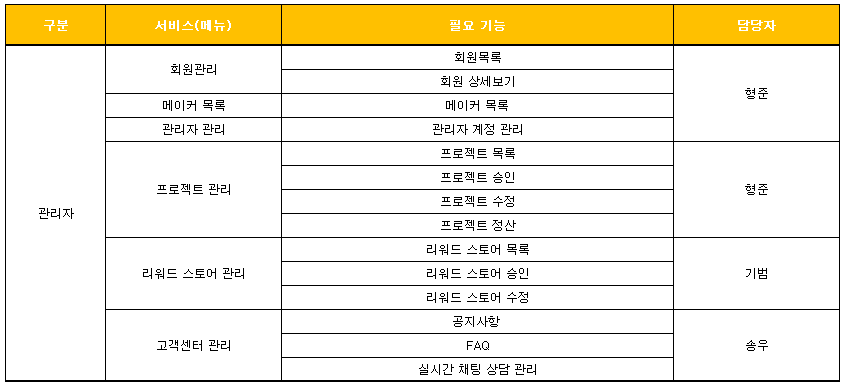 구분 서비스(메뉴) 필요 기능 담당자
회원목록
회원관리
회원 상세보기
형준
메이커 목록 메이커 목록
관리자 관리 관리자 계정 관리
프로젝트 목록
프로젝트 승인
프로젝트 관리 형준
프로젝트 수정
관리자
프로젝트 정산
리워드 스토어 목록
리워드 스토어 관리 리워드 스토어 승인 기범
리워드 스토어 수정
공지사항
고객센터 관리 FAQ 송우
실시간 채팅 상담 관리